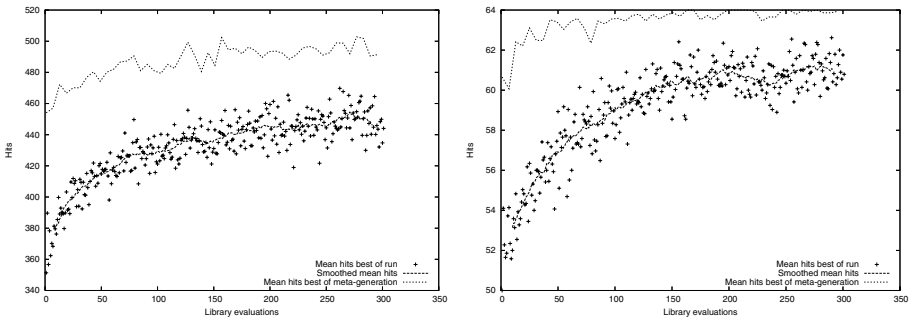 520
500
480
460
440
420
400
380
360
340
Hits
Mean hits best of run
Smoothed mean hits
Mean hits best of meta-generation
0 50 100 150 200 250 300 350
Library evaluations
64
62
60
58
56
54
52
50
Hits
Mean hits best of run
Smoothed mean hits
Mean hits best of meta-generation
0 50 100 150 200 250 300 350
Library evaluations